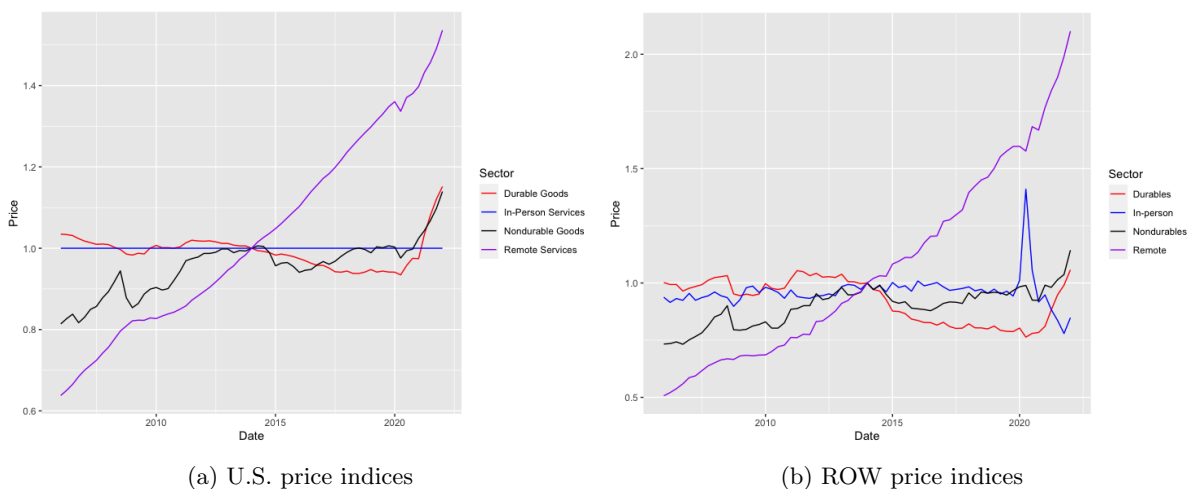 1.4
1.2
1.0
0.8
0.6
Price
2010
2015
2020
Date
Sector
Durable Goods
In-Person Services
Nondurable Goods
Remote Services
(a) U.S. price indices
2.0
1.5
1.0
0.5
Price
2010
2015
2020
Date
Sector
Durables
In-person
Nondurables
Remote
(b) ROW price indices